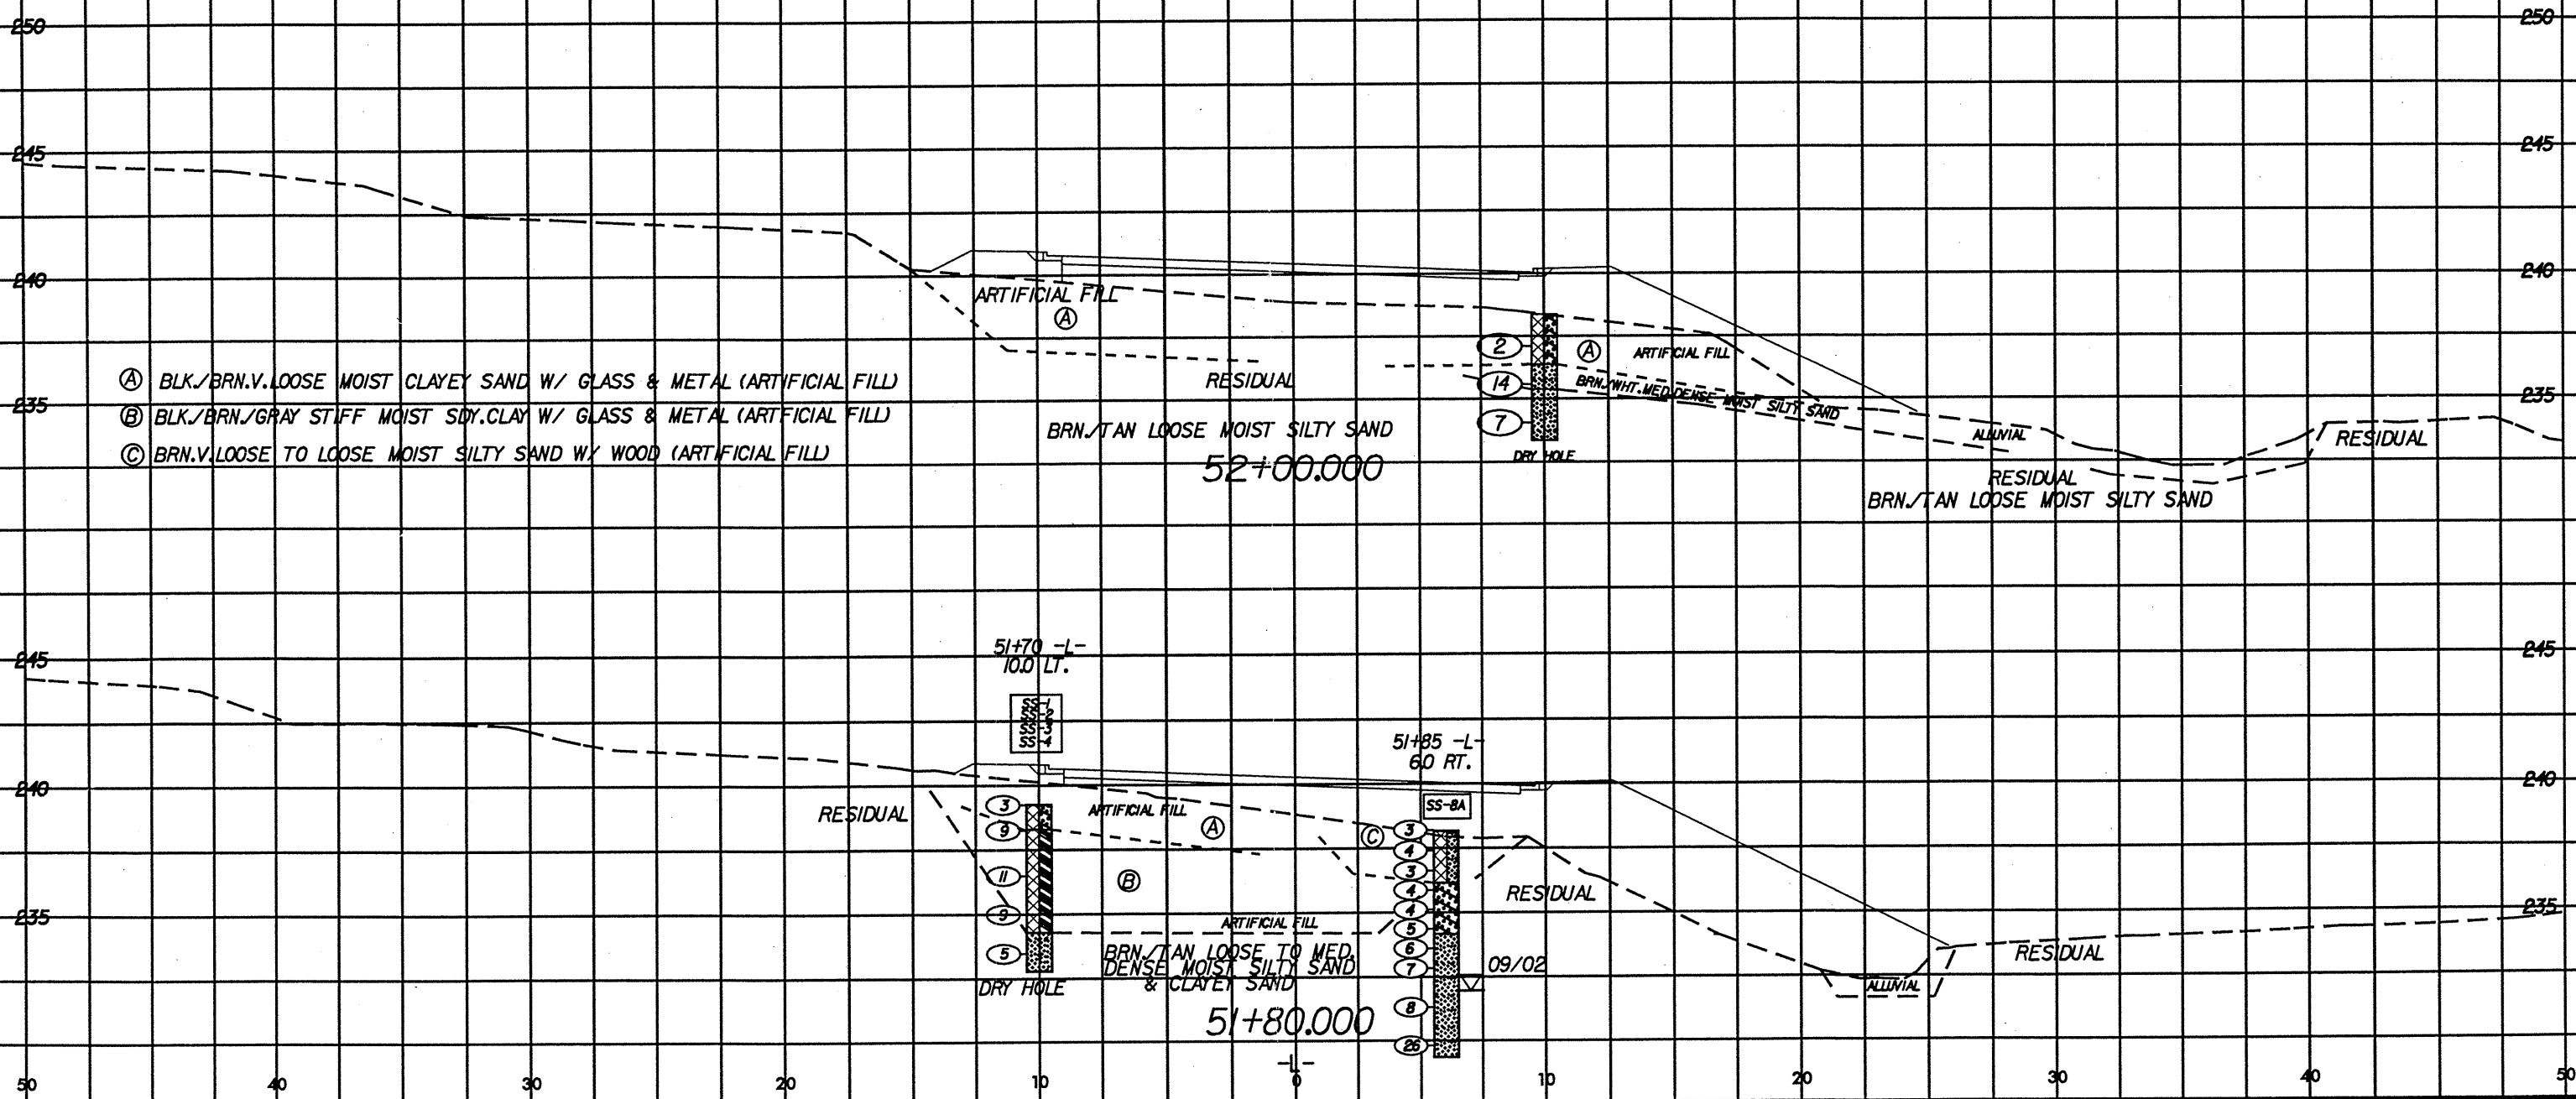 250 250
245 245
240 240
ARTIFICIAL FILL
A
2 A ARTIFICIAL FILL
A BLK./BRN.V.LOOSE MOIST CLAYEY SAND W/ GLASS & METAL (ARTIFICIAL FILL)
RESIDUAL
14 BRN./WHT.MED.DENSE MOIST SILTY SAND
235 235
B BLK./BRN./GRAY STIFF MOIST SDY.CLAY W/ GLASS & METAL (ARTIFICIAL FILL)
7
BRN./TAN LOOSE MOIST SILTY SAND
ALLUVIAL
RESIDUAL
C BRN.V.LOOSE TO LOOSE MOIST SILTY SAND W/ WOOD (ARTIFICIAL FILL)
DRY HOLE
52+00.000
RESIDUAL
BRN./TAN LOOSE MOIST SILTY SAND
51+70 -L-
10.0 LT.
245 245
SS-1
SS-2
SS-3
SS-4
51+85 -L-
6.0 RT.
240 240
SS-8A
3
ARTIFICIAL FILL
RESIDUAL
9
A
C
3
4
3
11
B
4
RESIDUAL
235 235
9
4
ARTIFICIAL FILL
5
5
BRN./TAN LOOSE TO MED.
DENSE MOIST SILTY SAND
& CLAYEY SAND
6
7
09/02
RESIDUAL
DRY HOLE
ALLUVIAL
8
51+80.000
26
-L-
50 40 30 20 10 0 10 20 30 40 50